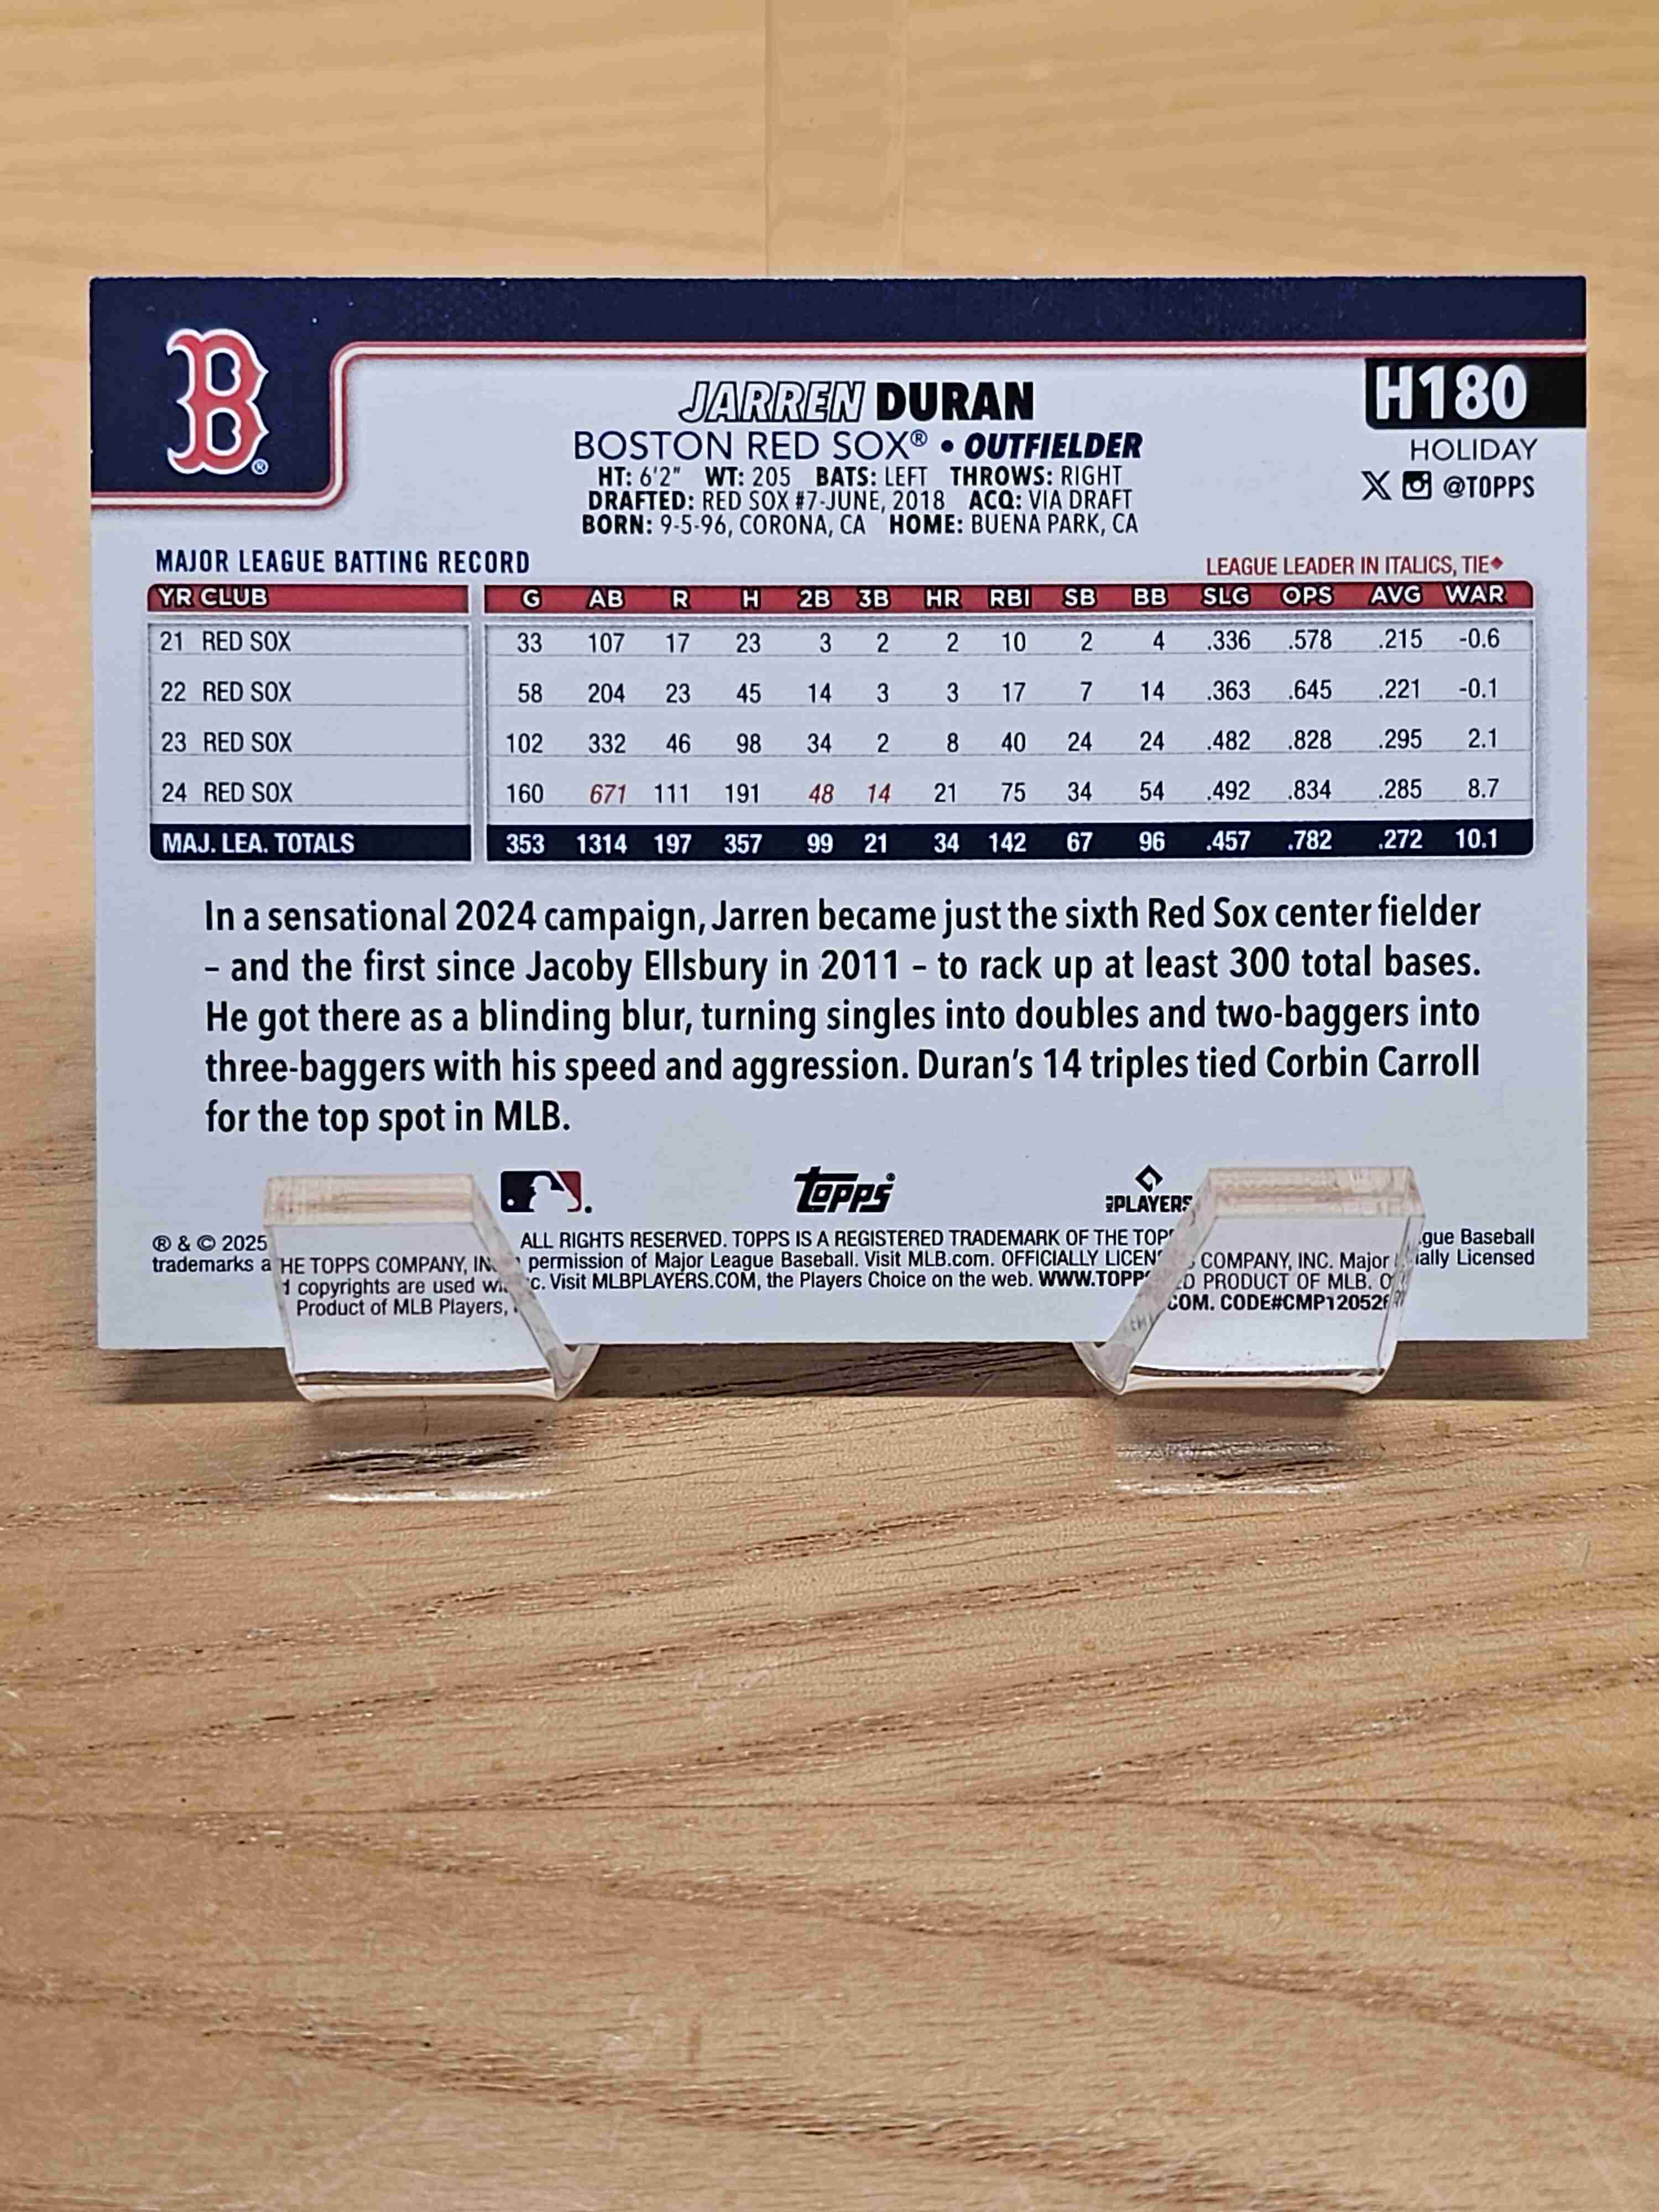 B®
JARREN DURAN
H180
BOSTON RED SOX® • OUTFIELDER
HOLIDAY
HT: 6'2" WT: 205 BATS: LEFT THROWS: RIGHT
X @TOPPS
DRAFTED: RED SOX #7-JUNE, 2018 ACQ: VIA DRAFT
BORN: 9-5-96, CORONA, CA HOME: BUENA PARK, CA
MAJOR LEAGUE BATTING RECORD LEAGUE LEADER IN ITALICS, TIE◆
YR CLUB G AB R H 2B 3B HR RBI SB BB SLG OPS AVG WAR
21 RED SOX 33 107 17 23 3 2 2 10 2 4 .336 .578 .215 -0.6
22 RED SOX 58 204 23 45 14 3 3 17 7 14 .363 .645 .221 -0.1
23 RED SOX 102 332 46 98 34 2 8 40 24 24 .482 .828 .295 2.1
24 RED SOX 160 671 111 191 48 14 21 75 34 54 .492 .834 .285 8.7
MAJ. LEA. TOTALS 353 1314 197 357 99 21 34 142 67 96 .457 .782 .272 10.1
In a sensational 2024 campaign, Jarren became just the sixth Red Sox center fielder
– and the first since Jacoby Ellsbury in 2011 – to rack up at least 300 total bases.
He got there as a blinding blur, turning singles into doubles and two-baggers into
three-baggers with his speed and aggression. Duran's 14 triples tied Corbin Carroll
for the top spot in MLB.
topps® PLAYERS
® & © 2025 THE TOPPS COMPANY, INC. ALL RIGHTS RESERVED. TOPPS IS A REGISTERED TRADEMARK OF THE TOPPS COMPANY, INC. Major League Baseball
trademarks and copyrights are used with permission of Major League Baseball. Visit MLB.com. OFFICIALLY LICENSED PRODUCT OF MLB. Officially Licensed
Product of MLB Players, Inc. Visit MLBPLAYERS.COM, the Players Choice on the web. WWW.TOPPS.COM. CODE#CMP120526